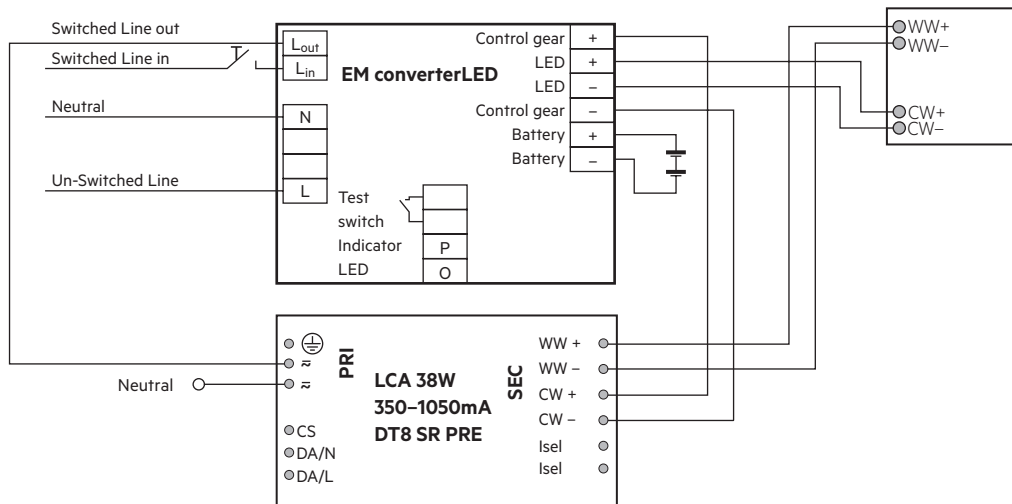 Switched Line out
Switched Line in
Neutral
Un-Switched Line
Lout
Lin
N
L
EM converterLED
Test
switch
Indicator
LED
P
O
Control gear +
LED +
LED –
Control gear –
Battery +
Battery –
WW+
WW–
CW+
CW–
Neutral
PRI
CS
DA/N
DA/L
LCA 38W
350–1050mA
DT8 SR PRE
SEC
WW +
WW –
CW +
CW –
Isel
Isel